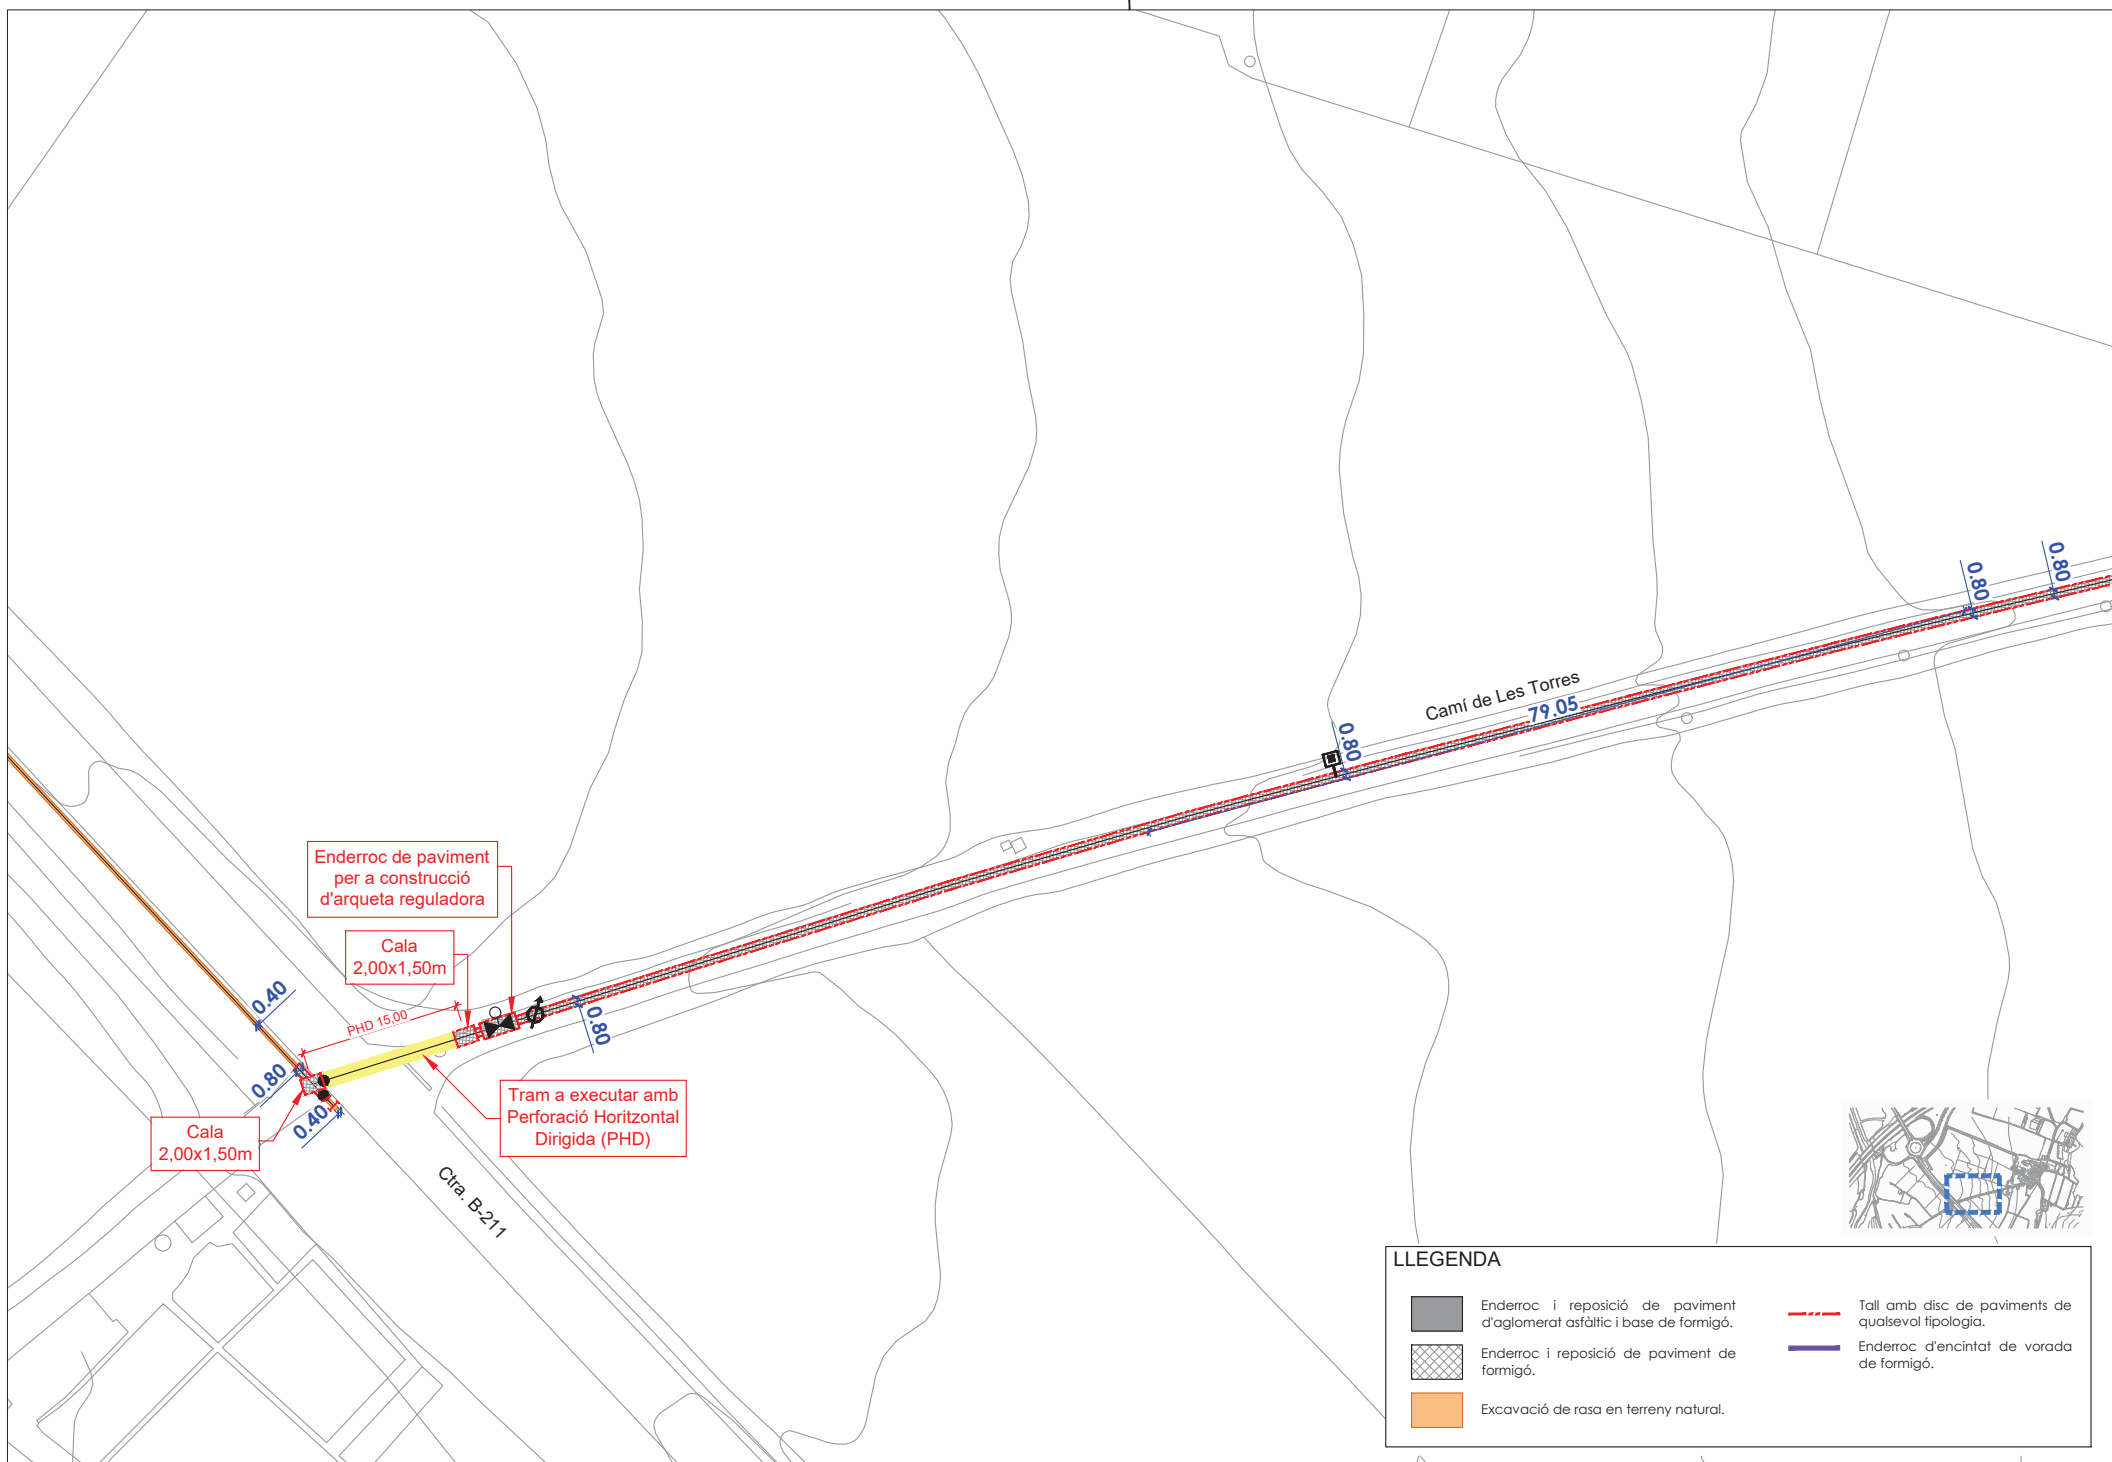 0.80
0.80
Camí de Les Torres
79.05
0.80
Enderroc de paviment
per a construcció
d'arqueta reguladora
Cala
2,00x1,50m
0.40
PHD 15,00
0.80
0.80
0.40
Tram a executar amb
Perforació Horitzontal
Dirigida (PHD)
Cala
2,00x1,50m
Ctra. B-211
LLEGENDA
Enderroc i reposició de paviment
d'aglomerat asfàltic i base de formigó.
Enderroc i reposició de paviment de
formigó.
Excavació de rasa en terreny natural.
Tall amb disc de paviments de
qualsevol tipologia.
Enderroc d'encintat de vorada
de formigó.